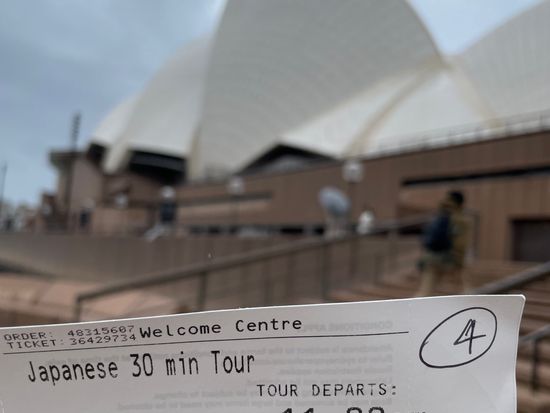 ORDER: 48315607
TICKET: 36429734
Welcome Centre
4
Japanese 30 min Tour
TOUR DEPARTS: